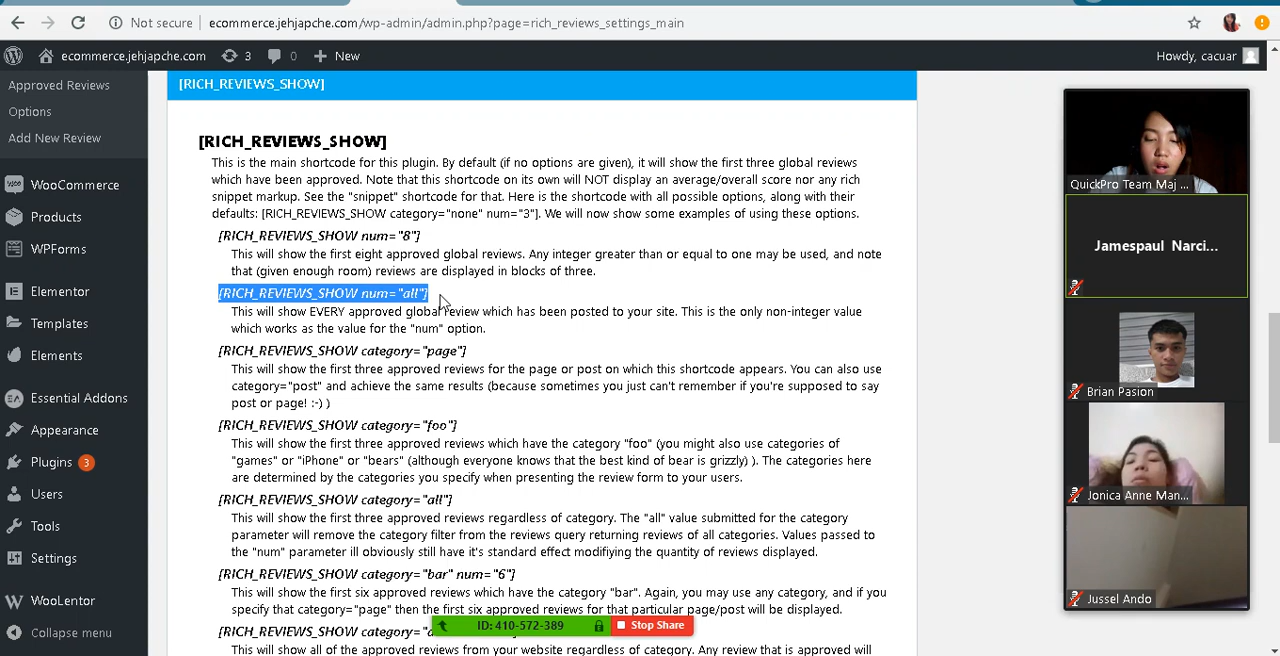 Not secure
ecommerce.jehjapche.com/wp-admin/admin.php?page=rich_reviews_settings_main
ecommerce.jehjapche.com
3
0
New
Howdy, cacuar
Approved Reviews
Options
Add New Review
WooCommerce
Products
WPForms
Elementor
Templates
Elements
Essential Addons
Appearance
Plugins 3
Users
Tools
Settings
WooLentor
Collapse menu
[RICH_REVIEWS_SHOW]
[RICH_REVIEWS_SHOW]
This is the main shortcode for this plugin. By default (if no options are given), it will show the first three global reviews
which have been approved. Note that this shortcode on its own will NOT display an average/overall score nor any rich
snippet markup. See the "snippet" shortcode for that. Here is the shortcode with all possible options, along with their
defaults: [RICH_REVIEWS_SHOW category="none" num="3"]. We will now show some examples of using these options.
[RICH_REVIEWS_SHOW num="8"]
This will show the first eight approved global reviews. Any integer greater than or equal to one may be used, and note
that (given enough room) reviews are displayed in blocks of three.
[RICH_REVIEWS_SHOW num="all"]
This will show EVERY approved global review which has been posted to your site. This is the only non-integer value
which works as the value for the "num" option.
[RICH_REVIEWS_SHOW category="page"]
This will show the first three approved reviews for the page or post on which this shortcode appears. You can also use
category="post" and achieve the same results (because sometimes you just can't remember if you're supposed to say
post or page! :-) )
[RICH_REVIEWS_SHOW category="foo"]
This will show the first three approved reviews which have the category "foo" (you might also use categories of
"games" or "iPhone" or "bears" (although everyone knows that the best kind of bear is grizzly) ). The categories here
are determined by the categories you specify when presenting the review form to your users.
[RICH_REVIEWS_SHOW category="all"]
This will show the first three approved reviews regardless of category. The "all" value submitted for the category
parameter will remove the category filter from the reviews query returning reviews of all categories. Values passed to
the "num" parameter ill obviously still have it's standard effect modifiying the quantity of reviews displayed.
[RICH_REVIEWS_SHOW category="bar" num="6"]
This will show the first six approved reviews which have the category "bar". Again, you may use any category, and if you
specify that category="page" then the first six approved reviews for that particular page/post will be displayed.
[RICH_REVIEWS_SHOW
This will show all of the approved reviews from your website regardless of category. Any review that is approved will
ID: 410-572-389
Stop Share
QuickPro Team Maj ...
Jamespaul Narci...
Brian Pasion
Jonica Anne Man...
Jussel Ando